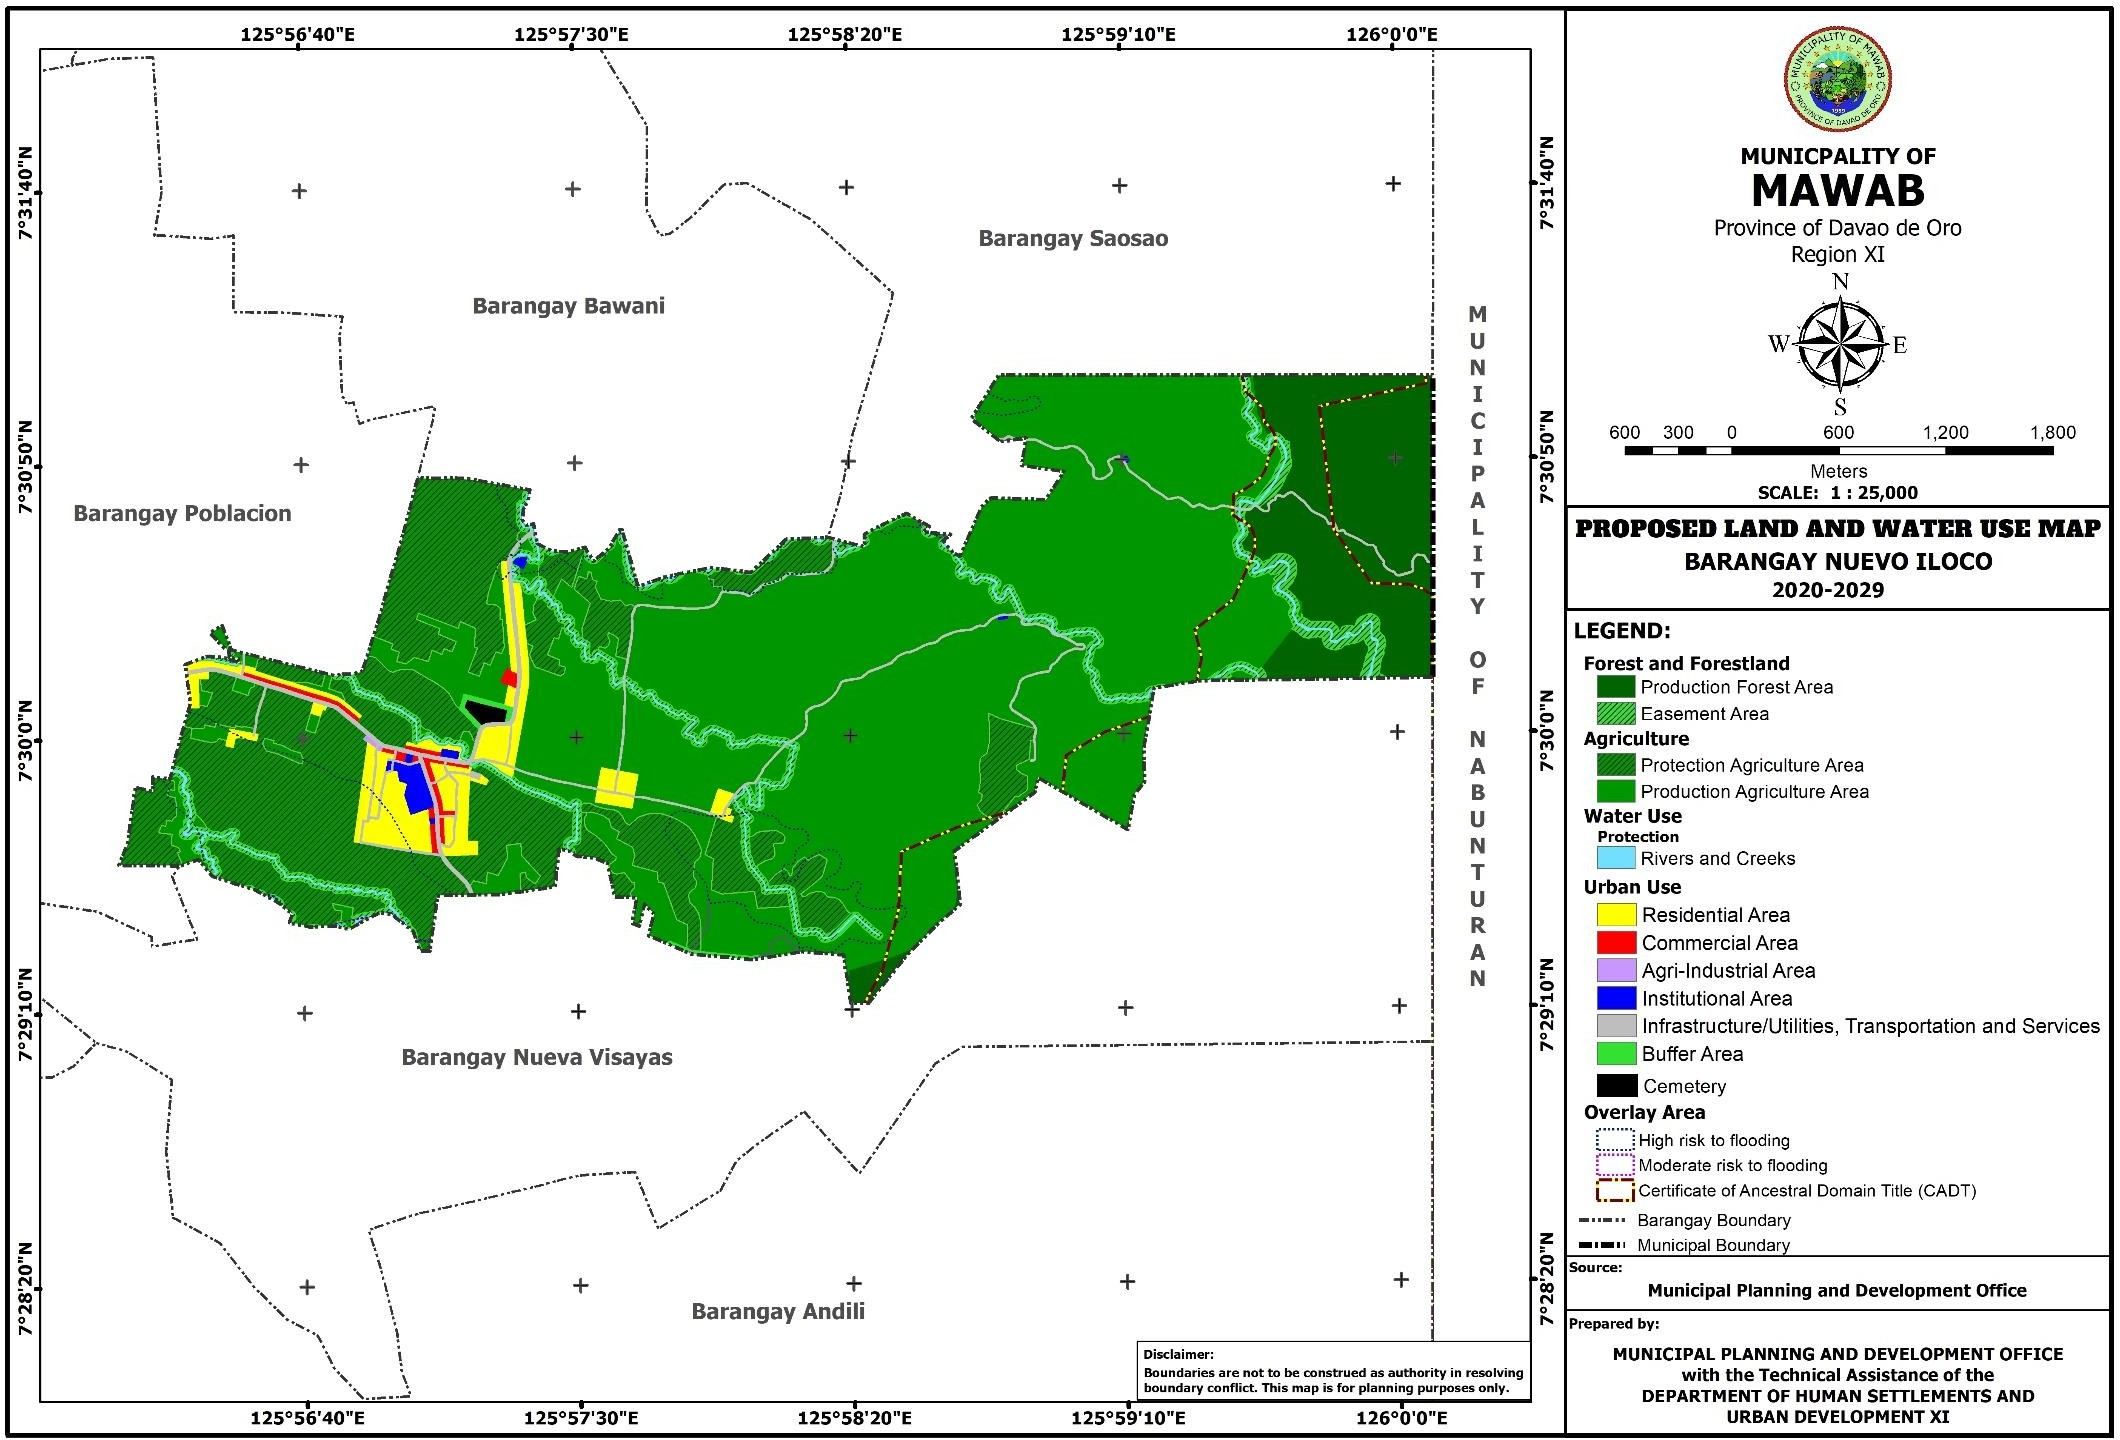 125°56'40"E 125°57'30"E 125°58'20"E 125°59'10"E 126°0'0"E
7°31'40"N
7°30'50"N
7°30'0"N
7°29'10"N
7°28'20"N
Barangay Saosao
Barangay Bawani
Barangay Poblacion
Barangay Nueva Visayas
Barangay Andili
MUNICIPALITY OF NABUNTURAN
7°31'40"N
7°30'50"N
7°30'0"N
7°29'10"N
7°28'20"N
125°56'40"E 125°57'30"E 125°58'20"E 125°59'10"E 126°0'0"E
Disclaimer:
Boundaries are not to be construed as authority in resolving
boundary conflict. This map is for planning purposes only.
MUNICIPALITY OF MAWAB
PROVINCE OF DAVAO DE ORO
MUNICPALITY OF
MAWAB
Province of Davao de Oro
Region XI
N
W E
S
600 300 0 600 1,200 1,800
Meters
SCALE: 1 : 25,000
PROPOSED LAND AND WATER USE MAP
BARANGAY NUEVO ILOCO
2020-2029
LEGEND:
Forest and Forestland
Production Forest Area
Easement Area
Agriculture
Protection Agriculture Area
Production Agriculture Area
Water Use
Protection
Rivers and Creeks
Urban Use
Residential Area
Commercial Area
Agri-Industrial Area
Institutional Area
Infrastructure/Utilities, Transportation and Services
Buffer Area
Cemetery
Overlay Area
High risk to flooding
Moderate risk to flooding
Certificate of Ancestral Domain Title (CADT)
Barangay Boundary
Municipal Boundary
Source:
Municipal Planning and Development Office
Prepared by:
MUNICIPAL PLANNING AND DEVELOPMENT OFFICE
with the Technical Assistance of the
DEPARTMENT OF HUMAN SETTLEMENTS AND
URBAN DEVELOPMENT XI